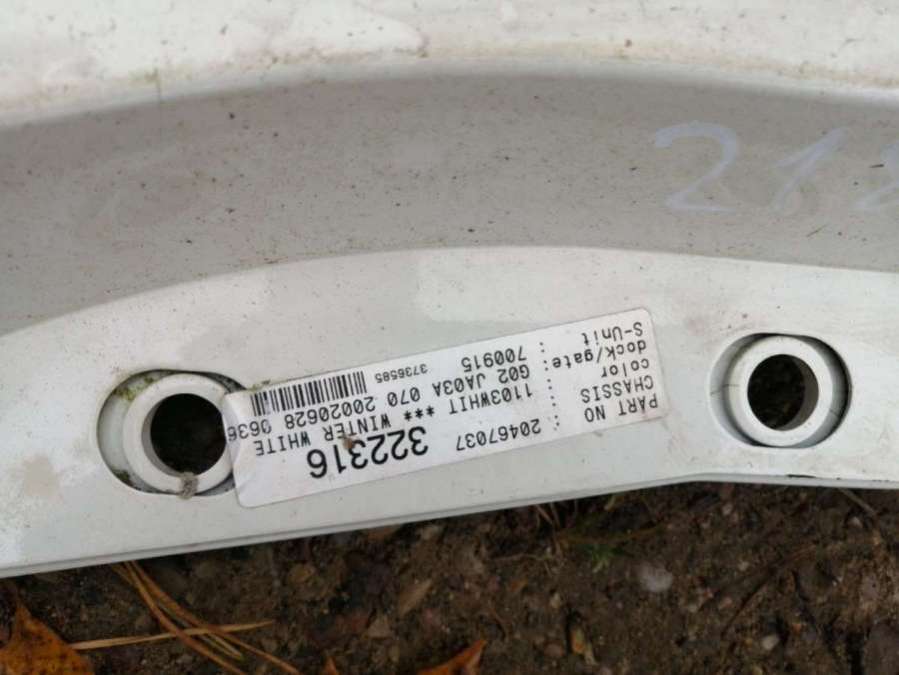 PART NO : 20467037
CHASSIS : 322316
color : 1103WHIT *** WINTER WHITE
dock/gate: G02 JA03A 070 20020628 0636
S-Unit : 700915
3736585
21